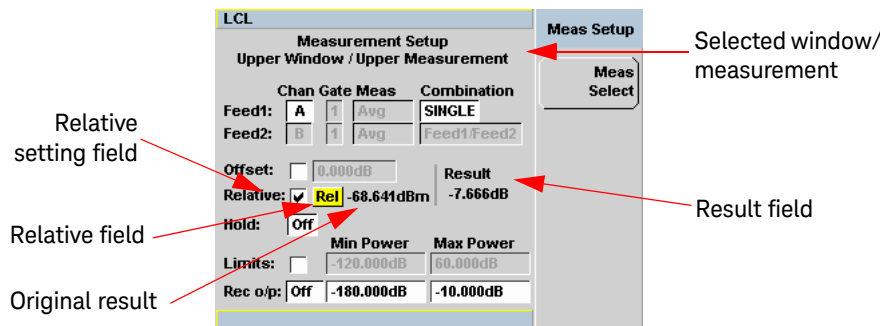 LCL
Measurement Setup
Upper Window / Upper Measurement
Chan Gate Meas Combination
Feed1: A 1 Avg SINGLE
Feed2: B 1 Avg Feed1/Feed2
Offset: 0.000dB Result
Relative: Rel -68.641dBm -7.666dB
Hold: Off
Min Power Max Power
Limits: -120.000dB 60.000dB
Rec o/p: Off -180.000dB -10.000dB
Meas Setup
Meas
Select
Selected window/
measurement
Relative
setting field
Relative field
Original result
Result field